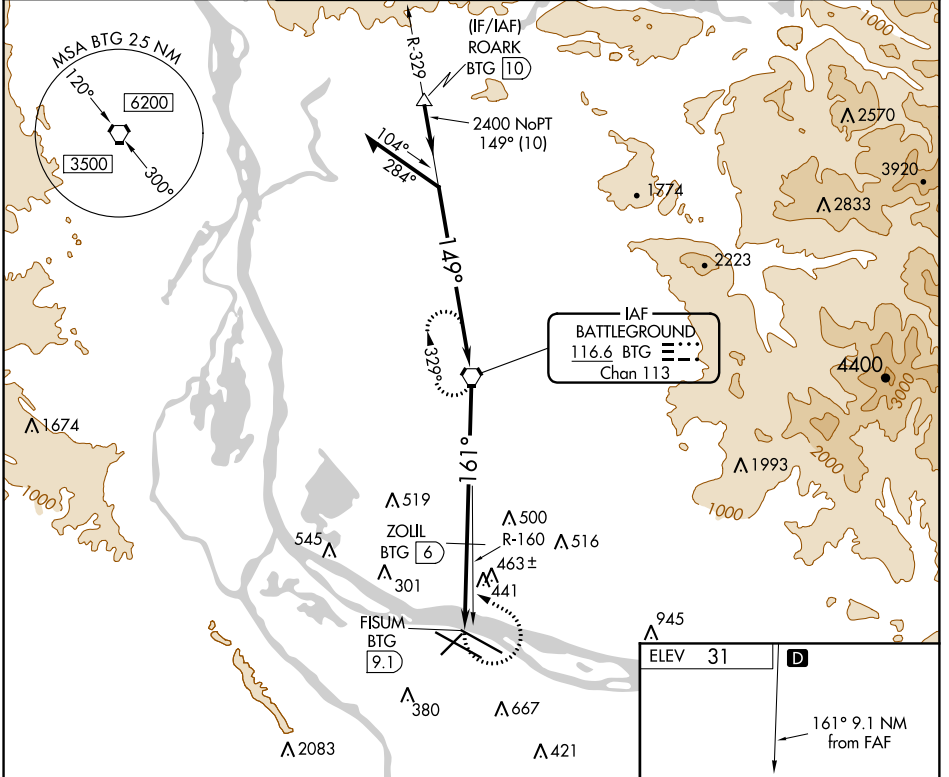 MSA BTG 25 NM
120°
6200
3500
300°
R-329
(IF/IAF)
ROARK
BTG 10
2400 NoPT
149° (10)
104°
284°
149°
329°
IAF
BATTLEGROUND
116.6 BTG
Chan 113
161°
1000
2570
3920
1774
2833
2223
4400
3000
2000
1993
1000
1674
1000
519
500
ZOLIL
BTG 6
R-160
516
545
463±
301
441
FISUM
BTG
9.1
945
380
667
2083
421
ELEV 31
D
161° 9.1 NM
from FAF